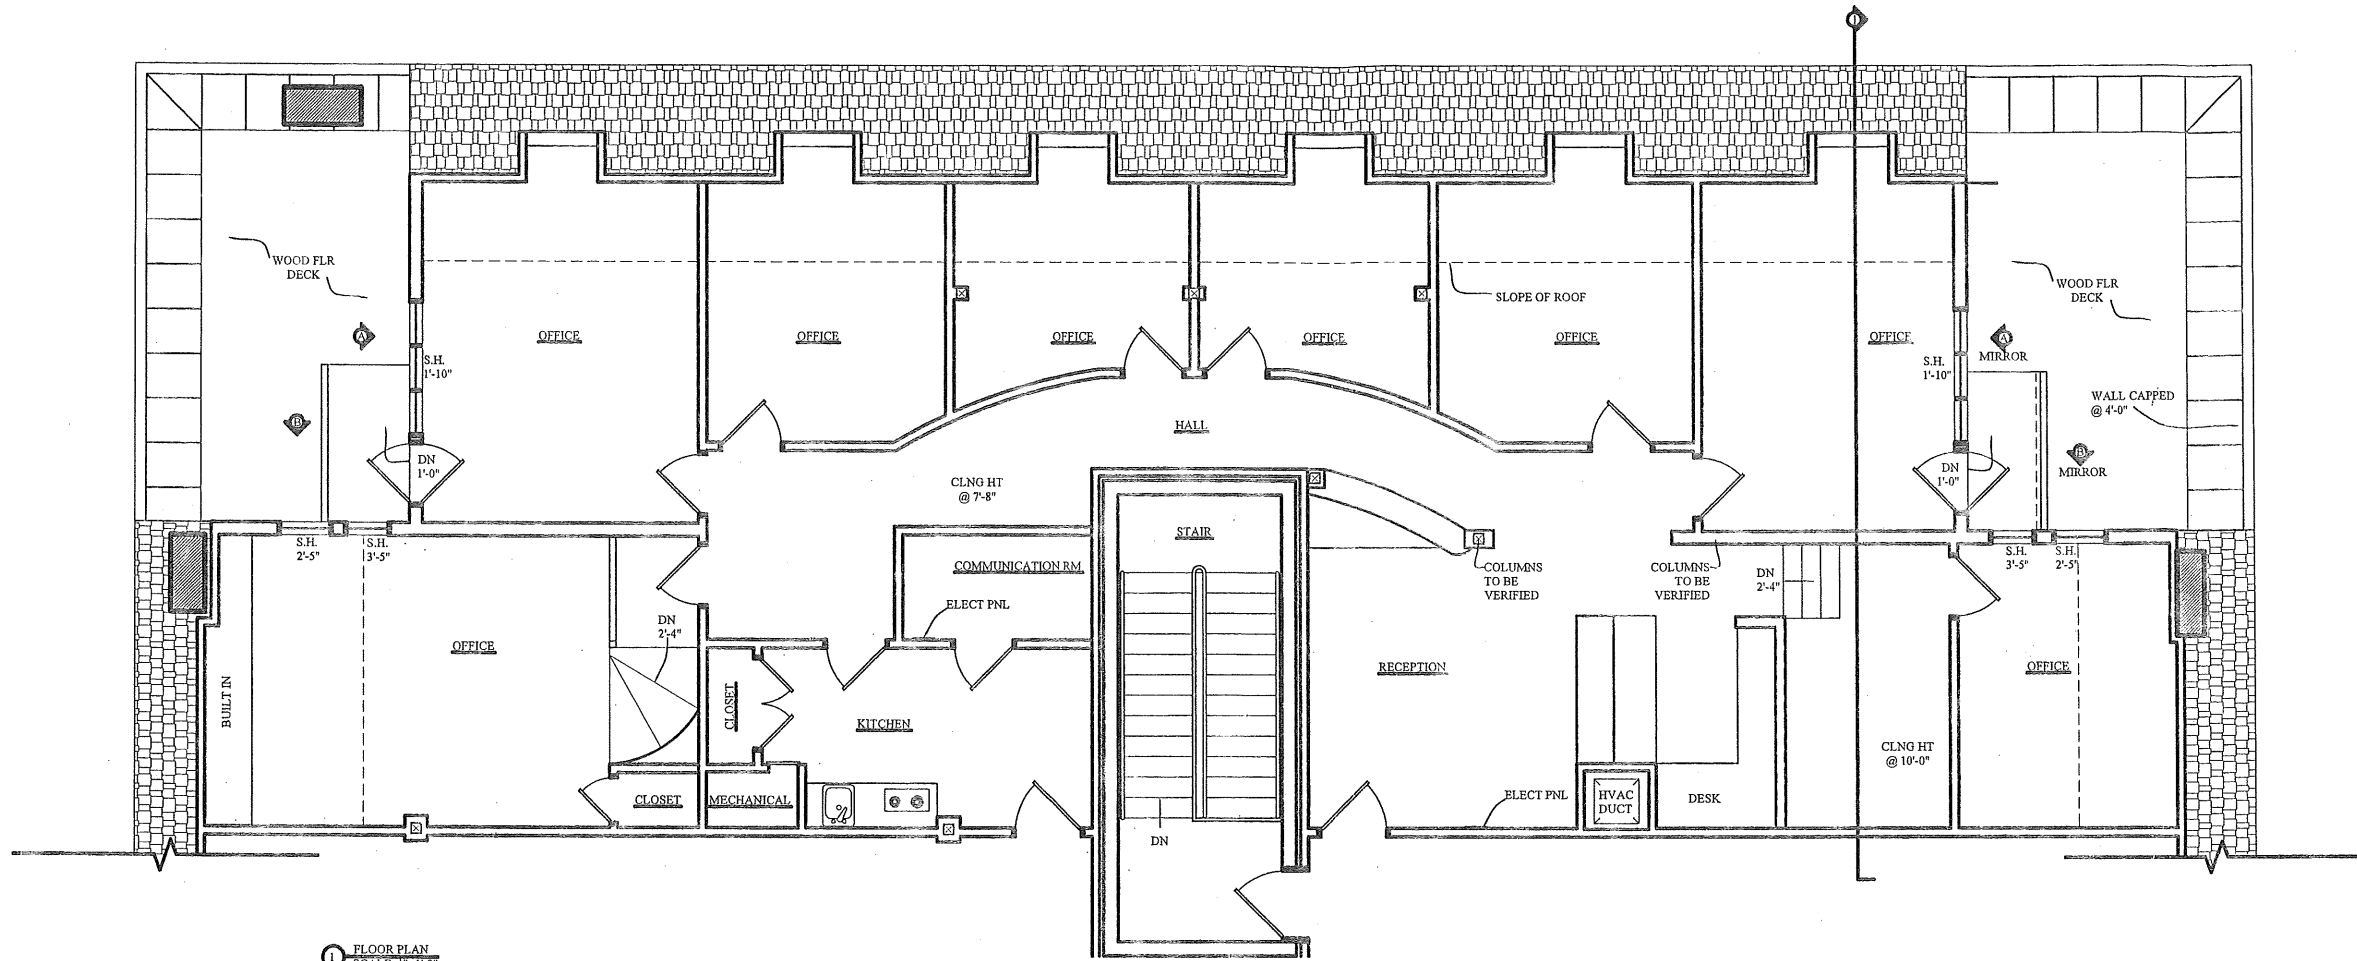 1
WOOD FLR
DECK
A
B
S.H.
1'-10"
DN
1'-0"
OFFICE
OFFICE
OFFICE
OFFICE
OFFICE
OFFICE
SLOPE OF ROOF
S.H.
1'-10"
A
MIRROR
WOOD FLR
DECK
WALL CAPPED
@ 4'-0"
B
MIRROR
DN
1'-0"
HALL
CLNG HT
@ 7'-8"
S.H.
2'-5"
S.H.
3'-5"
STAIR
COMMUNICATION RM
ELECT PNL
COLUMNS
TO BE
VERIFIED
COLUMNS
TO BE
VERIFIED
DN
2'-4"
S.H.
3'-5"
S.H.
2'-5"
DN
2'-4"
OFFICE
BUILT IN
CLOSET
KITCHEN
RECEPTION
OFFICE
CLNG HT
@ 10'-0"
CLOSET
MECHANICAL
ELECT PNL
HVAC
DUCT
DESK
DN
1
FLOOR PLAN